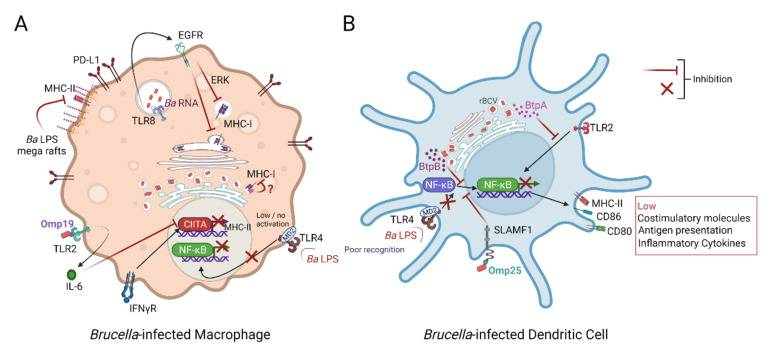 A
EGFR
PD-L1
ERK
MHC-II
Ba RNA
TLR8
MHC-I
Ba LPS
mega rafts
MHC-I
?
Omp19
TLR2
CIITA
MHC-II
Low / no
activation
NF-κB
MD2
TLR4
Ba LPS
IL-6
IFNγR
Brucella-infected Macrophage
B
rBCV
BtpA
TLR2
BtpB
NF-κB
NF-κB
MD2
TLR4
Ba LPS
Poor recognition
SLAMF1
Omp25
MHC-II
CD86
CD80
Inhibition
Low
Costimulatory molecules
Antigen presentation
Inflammatory Cytokines
Brucella-infected Dendritic Cell